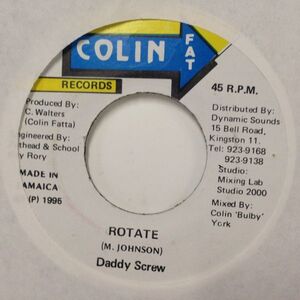 COLIN
FAT
RECORDS
45 R.P.M.
Produced By:
C. Walters
(Colin Fatta)
Engineered By:
thead & School
y Rory
MADE IN
JAMAICA
(P) 1995
Distributed By:
Dynamic Sounds
15 Bell Road,
Kingston 11.
Tel: 923-9168
923-9138
Studio:
Mixing Lab
Studio 2000
Mixed By:
Colin 'Bulby'
York
ROTATE
(M. JOHNSON)
Daddy Screw